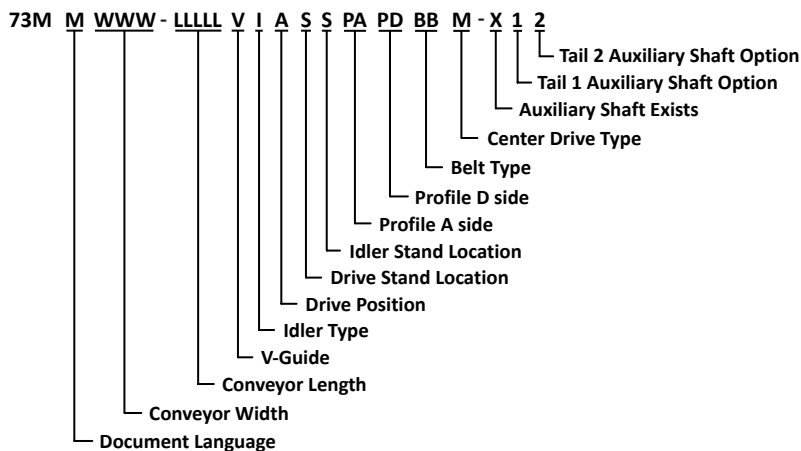 73M M WWW - LLLLL V I A S S PA PD BB M - X 1 2
Tail 2 Auxiliary Shaft Option
Tail 1 Auxiliary Shaft Option
Auxiliary Shaft Exists
Center Drive Type
Belt Type
Profile D side
Profile A side
Idler Stand Location
Drive Stand Location
Drive Position
Idler Type
V-Guide
Conveyor Length
Conveyor Width
Document Language